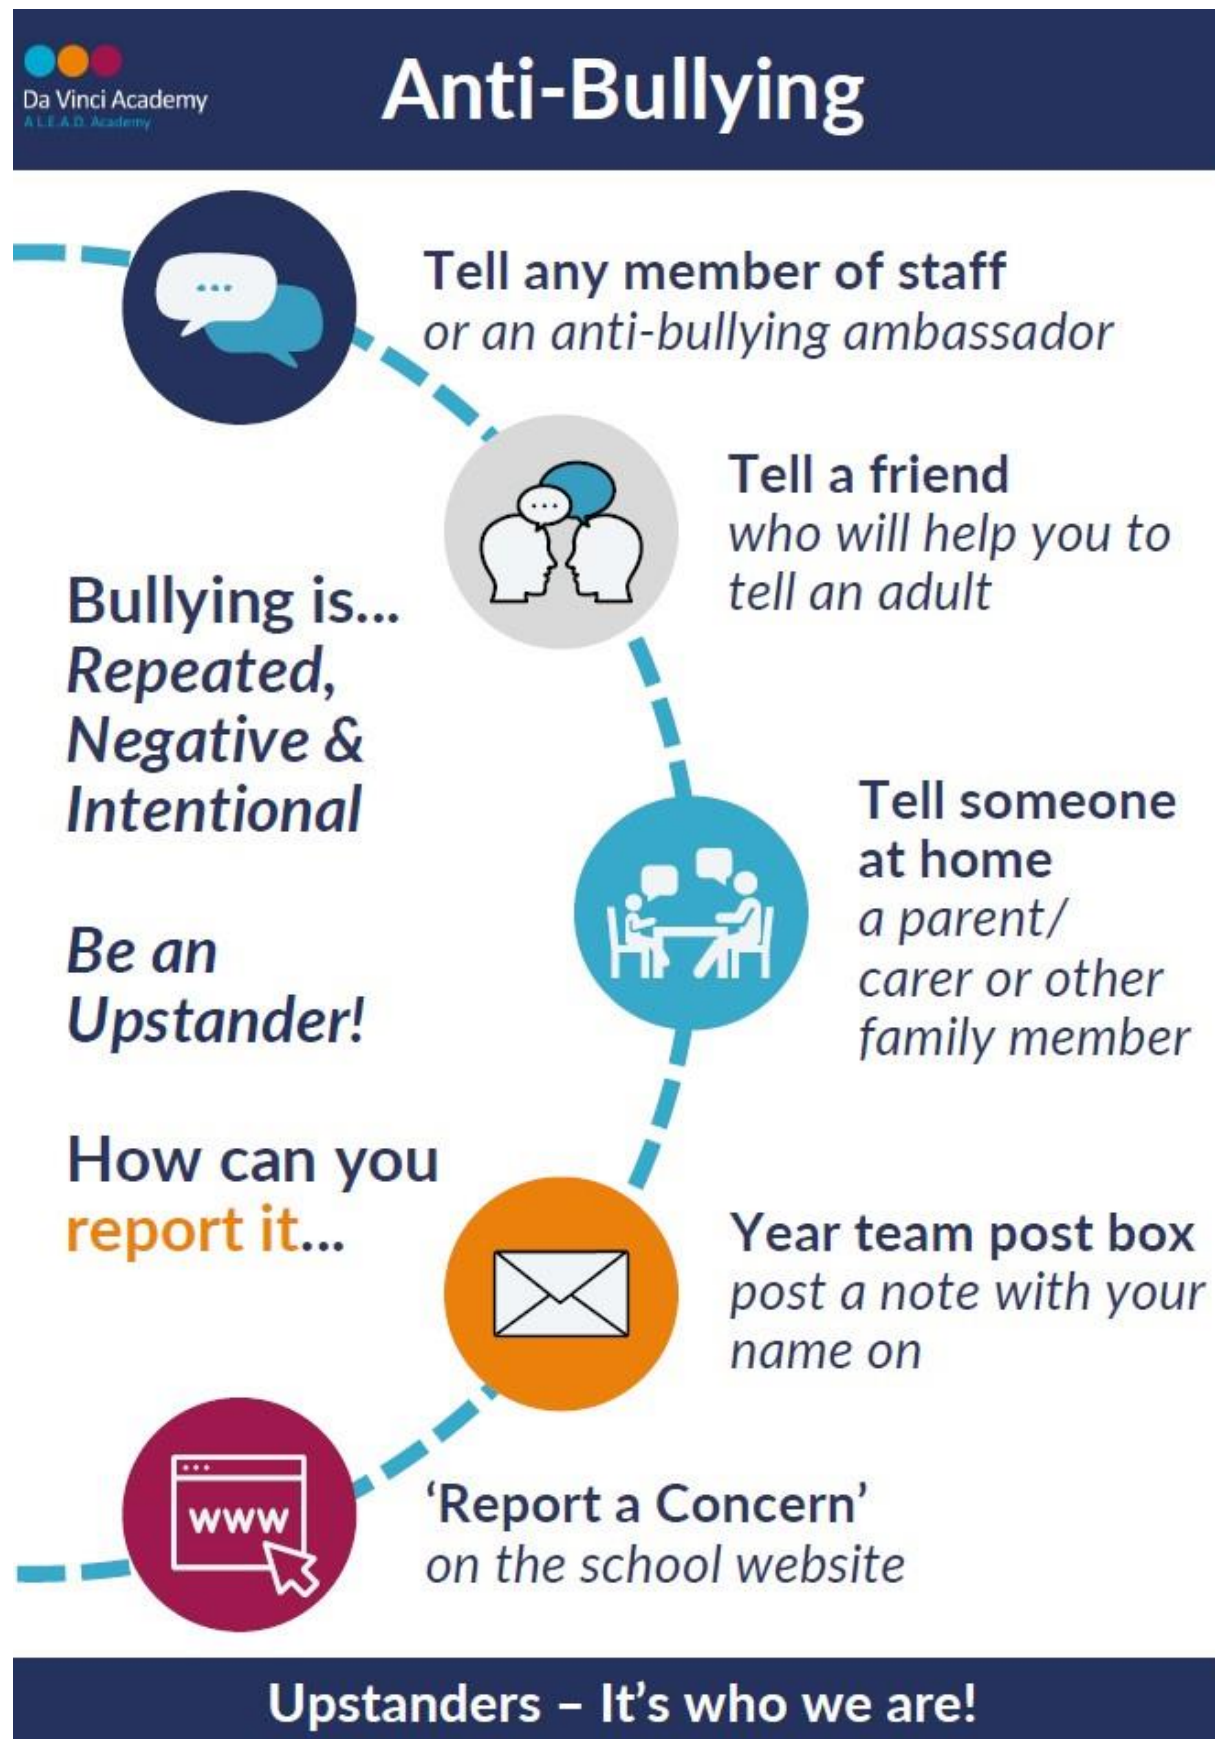 Da Vinci Academy
A L.E.A.D. Academy
Anti-Bullying
Tell any member of staff
or an anti-bullying ambassador
Tell a friend
who will help you to
tell an adult
Bullying is...
Repeated,
Negative &
Intentional
Be an
Upstander!
Tell someone
at home
a parent/
carer or other
family member
How can you
report it...
Year team post box
post a note with your
name on
www
‘Report a Concern’
on the school website
Upstanders – It’s who we are!